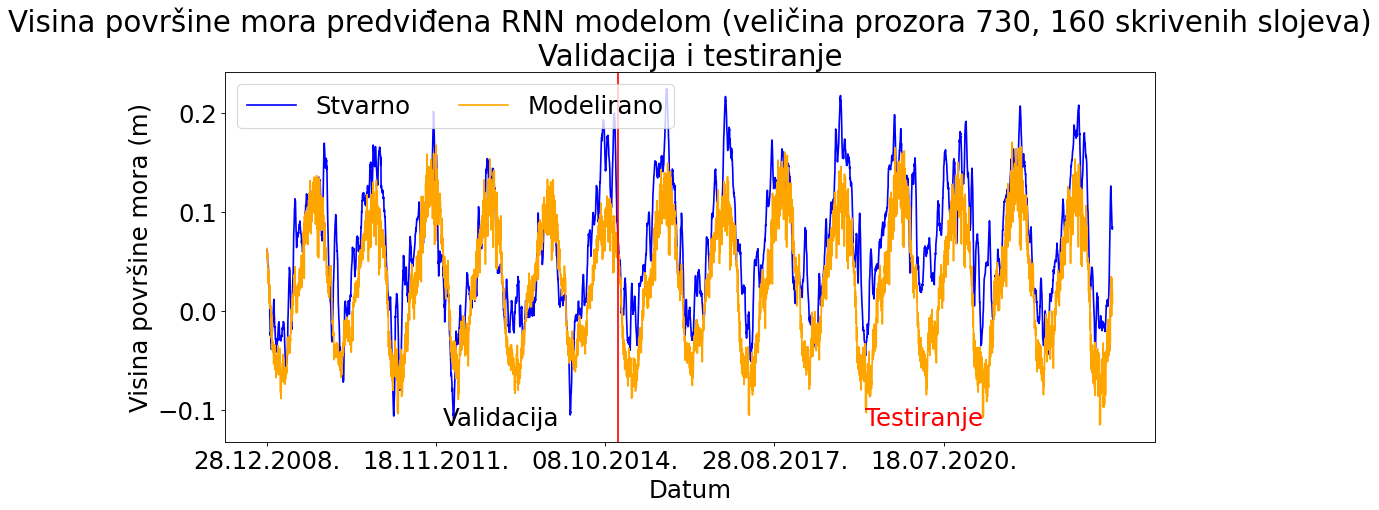 Visina površine mora predviđena RNN modelom (veličina prozora 730, 160 skrivenih slojeva)
Validacija i testiranje
Stvarno
Modelirano
Visina površine mora (m)
0.2
0.1
0.0
−0.1
Validacija
Testiranje
28.12.2008.
18.11.2011.
08.10.2014.
28.08.2017.
18.07.2020.
Datum